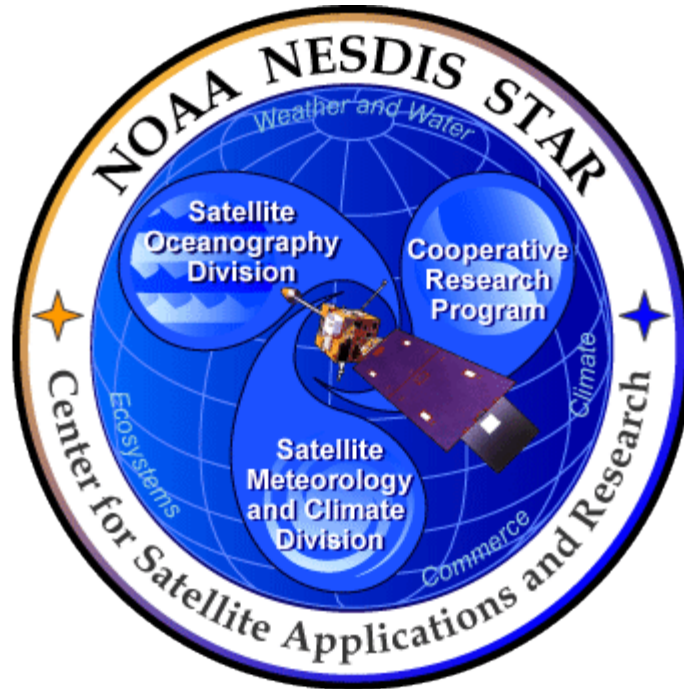 NOAA NESDIS STAR
Weather and Water
Satellite
Oceanography
Division
Cooperative
Research
Program
Climate
Ecosystems
Satellite
Meteorology
and Climate
Division
Commerce
Center for Satellite Applications and Research